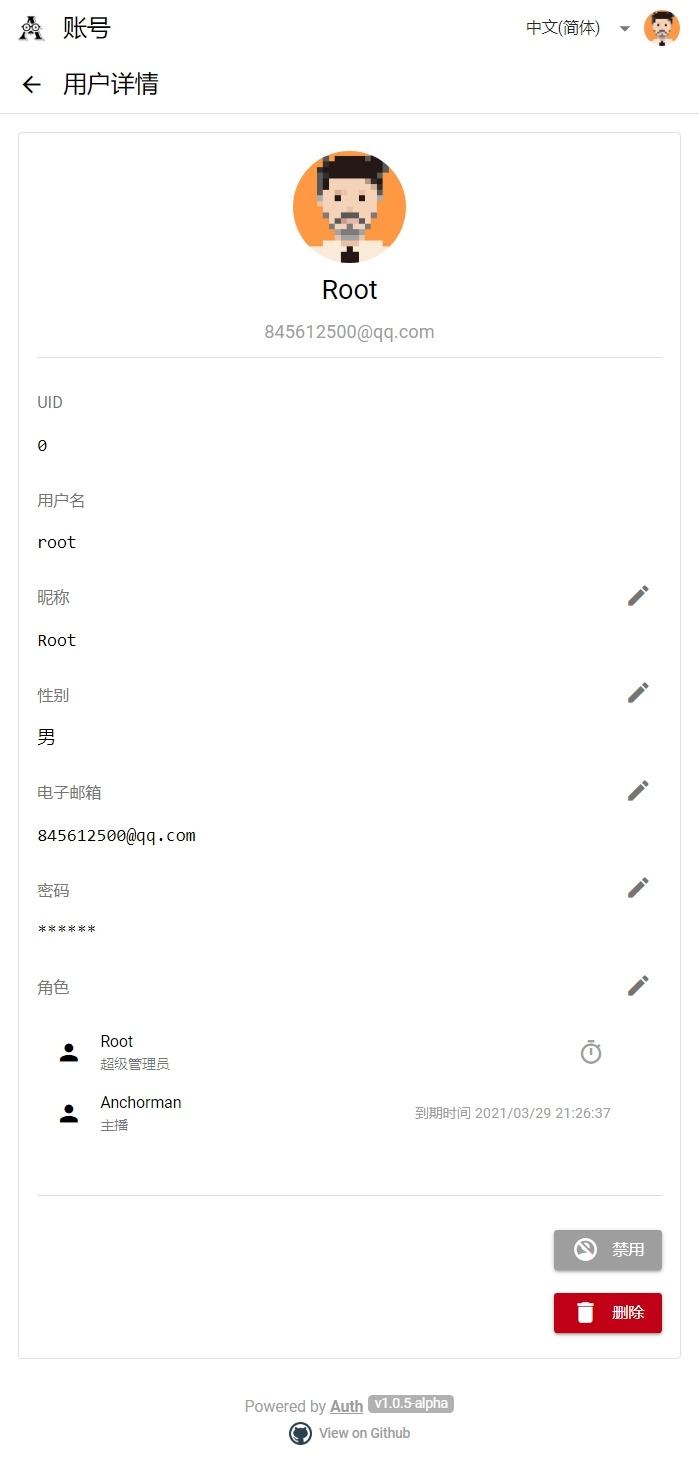 账号
中文(简体)
用户详情
Root
845612500@qq.com
UID
0
用户名
root
昵称
Root
性别
男
电子邮箱
845612500@qq.com
密码
******
角色
Root
超级管理员
Anchorman
主播
到期时间 2021/03/29 21:26:37
禁用
删除
Powered by Auth v1.0.5-alpha
View on Github